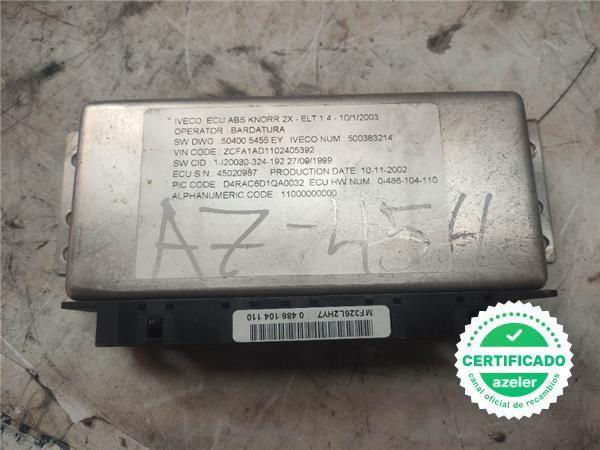 * IVECO ECU ABS KNORR 2X - ELT 1.4 - 10/1/2003
OPERATOR : BARDATURA
SW DWG : 50400 5455 EY IVECO NUM : 500383214
VIN CODE : ZCFA1AD1102405392
SW CID : 1-I20030-324-192 27/09/1999
ECU S.N. : 45020987 PRODUCTION DATE: 10-11-2002
PIC CODE : D4RAC6D1QA0032 ECU HW NUM : 0-486-104-110
ALPHANUMERIC CODE : 11000000000
AZ-454
MF326L2HY7 0 486 104 110
CERTIFICADO
azeler
canal oficial de recambios